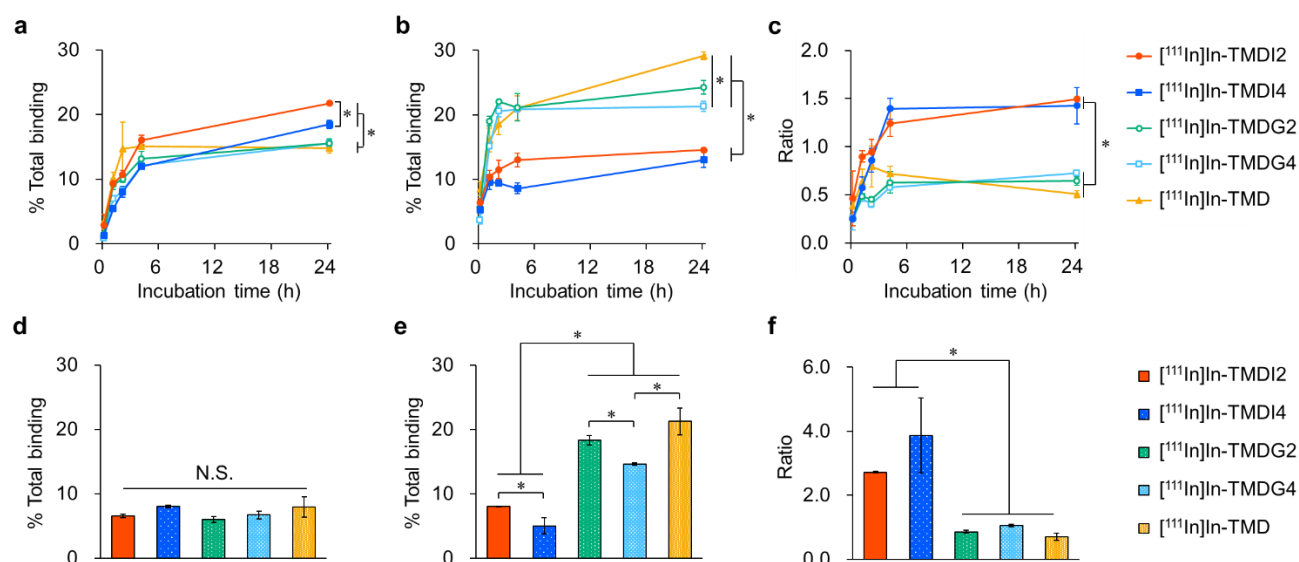 a
b
c
30
20
10
0
% Total binding
0 6 12 18 24
Incubation time (h)
*
*
30
20
10
0
% Total binding
0 6 12 18 24
Incubation time (h)
*
*
2.0
1.5
1.0
0.5
0.0
Ratio
0 6 12 18 24
Incubation time (h)
*
[¹¹¹In]In-TMDI2
[¹¹¹In]In-TMDI4
[¹¹¹In]In-TMDG2
[¹¹¹In]In-TMDG4
[¹¹¹In]In-TMD
d
e
f
30
20
10
0
% Total binding
N.S.
30
20
10
0
% Total binding
*
*
*
*
6.0
4.0
2.0
0.0
Ratio
*
[¹¹¹In]In-TMDI2
[¹¹¹In]In-TMDI4
[¹¹¹In]In-TMDG2
[¹¹¹In]In-TMDG4
[¹¹¹In]In-TMD